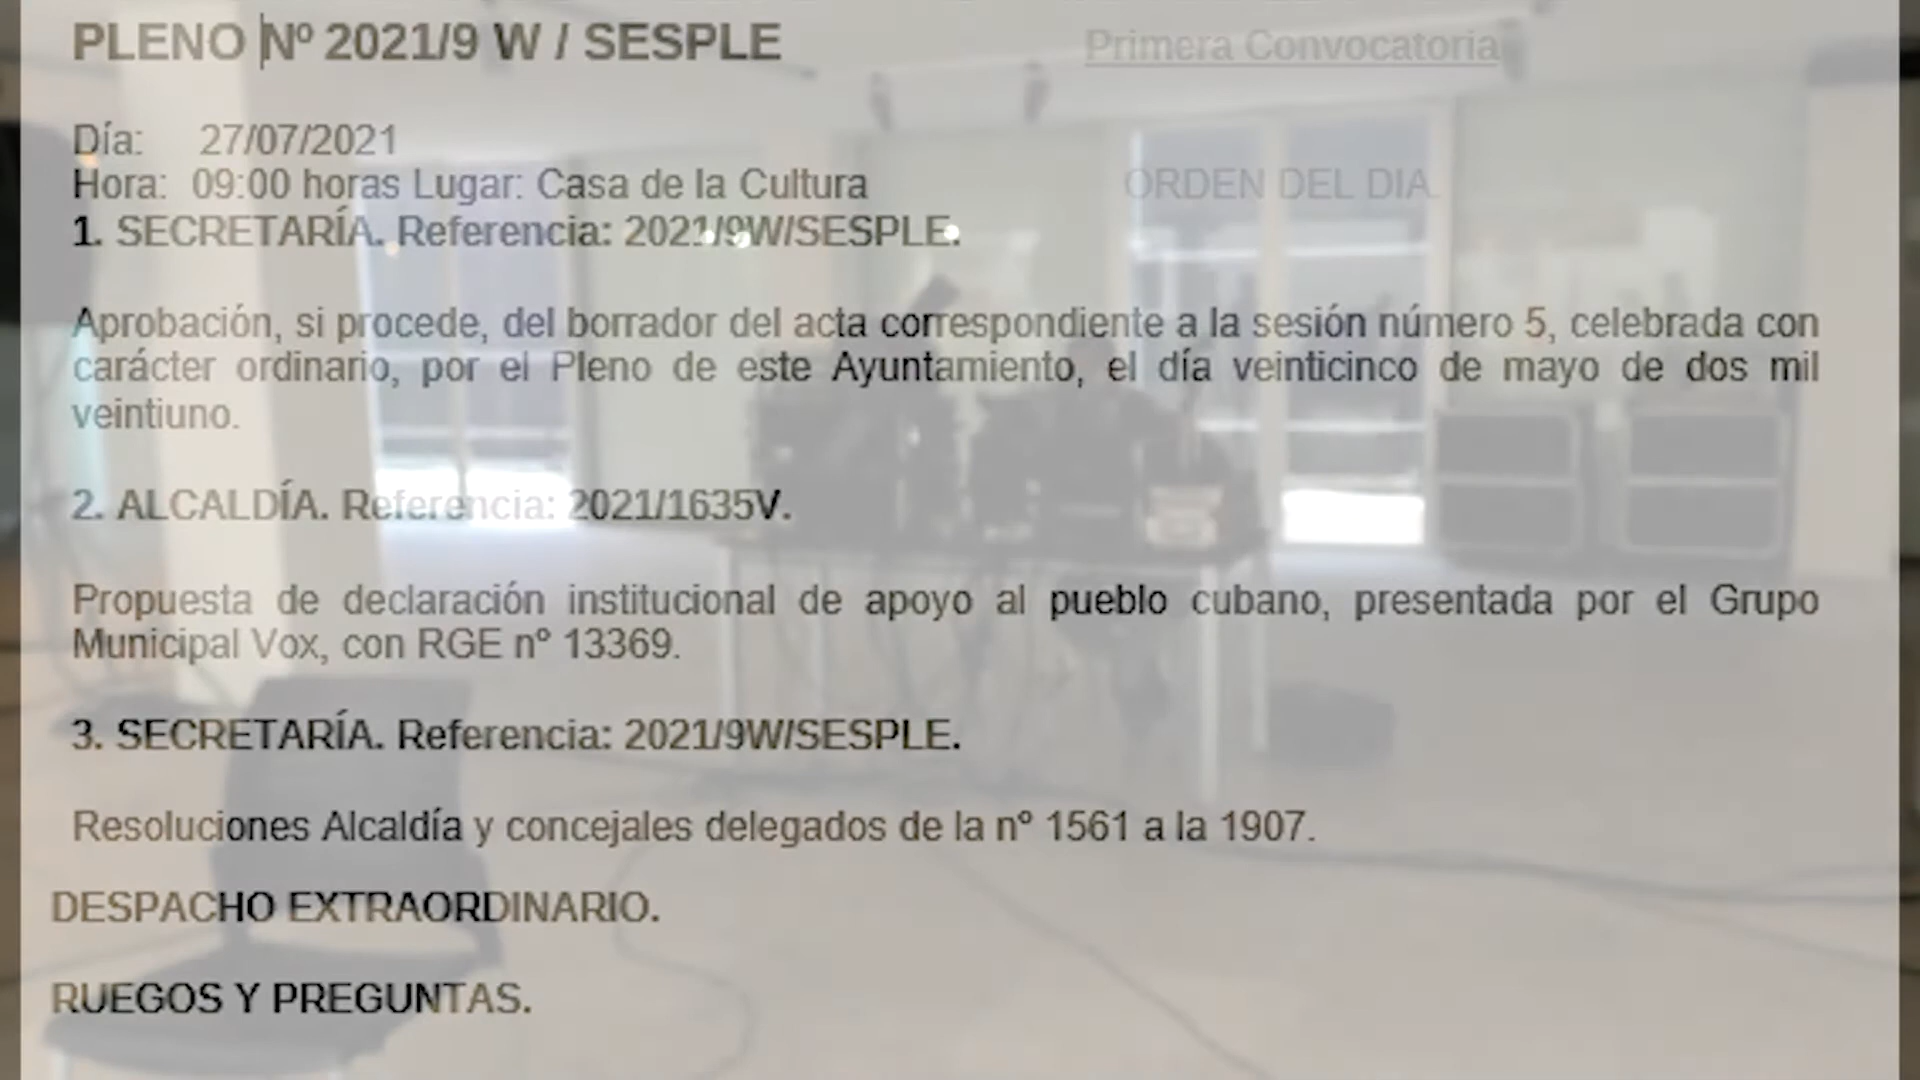 PLENO Nº 2021/9 W / SESPLE
Primera Convocatoria
Día: 27/07/2021
Hora: 09:00 horas Lugar: Casa de la Cultura
ORDEN DEL DIA
1. SECRETARÍA. Referencia: 2021/9W/SESPLE.
Aprobación, si procede, del borrador del acta correspondiente a la sesión número 5, celebrada con
carácter ordinario, por el Pleno de este Ayuntamiento, el día veinticinco de mayo de dos mil
veintiuno.
2. ALCALDÍA. Referencia: 2021/1635V.
Propuesta de declaración institucional de apoyo al pueblo cubano, presentada por el Grupo
Municipal Vox, con RGE nº 13369.
3. SECRETARÍA. Referencia: 2021/9W/SESPLE.
Resoluciones Alcaldía y concejales delegados de la nº 1561 a la 1907.
DESPACHO EXTRAORDINARIO.
RUEGOS Y PREGUNTAS.